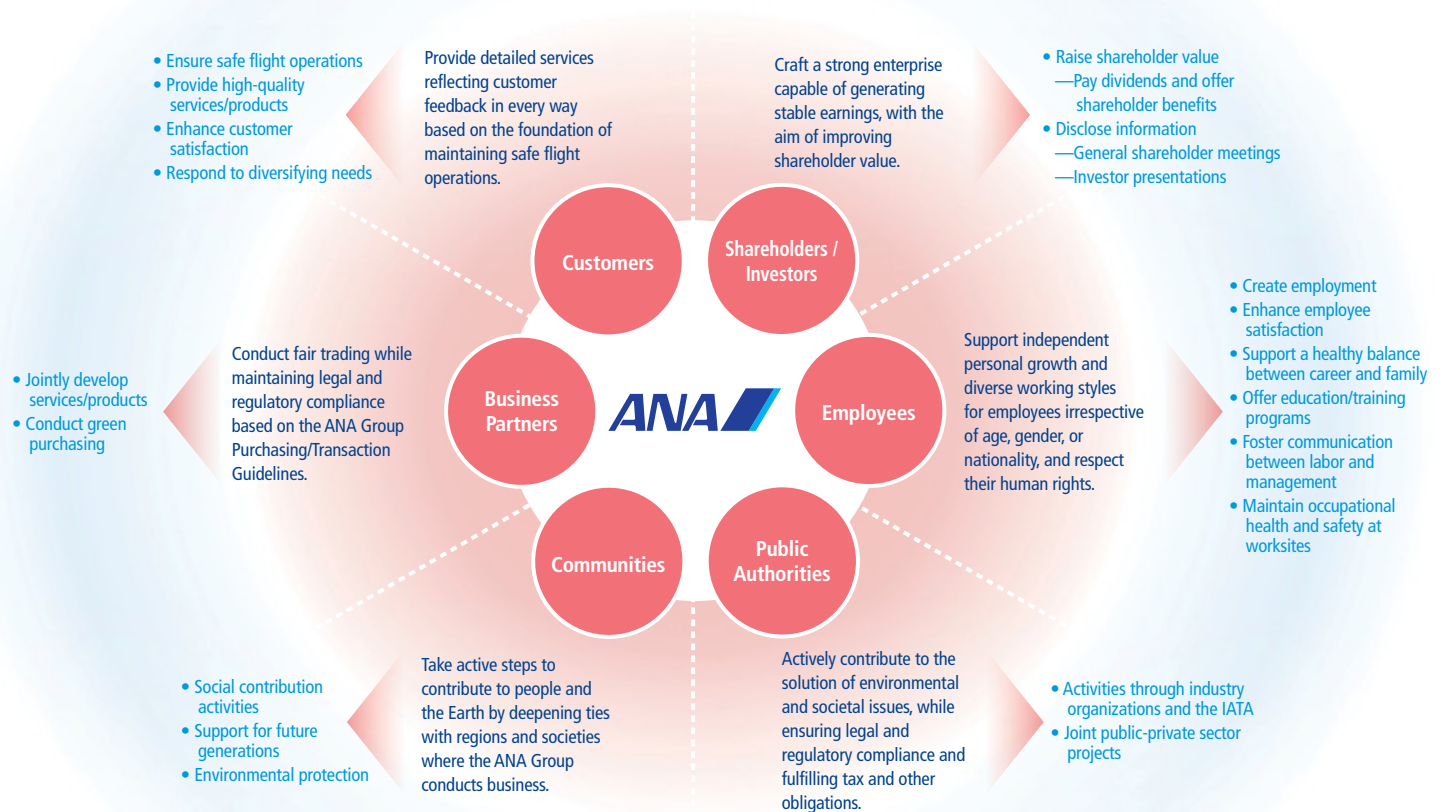 • Ensure safe flight operations
• Provide high-quality
services/products
• Enhance customer
satisfaction
• Respond to diversifying needs
Provide detailed services
reflecting customer
feedback in every way
based on the foundation of
maintaining safe flight
operations.
Customers
Craft a strong enterprise
capable of generating
stable earnings, with the
aim of improving
shareholder value.
• Raise shareholder value
—Pay dividends and offer
shareholder benefits
• Disclose information
—General shareholder meetings
—Investor presentations
Shareholders /
Investors
• Jointly develop
services/products
• Conduct green
purchasing
Conduct fair trading while
maintaining legal and
regulatory compliance
based on the ANA Group
Purchasing/Transaction
Guidelines.
Business
Partners
ANA
Employees
Support independent
personal growth and
diverse working styles
for employees irrespective
of age, gender, or
nationality, and respect
their human rights.
• Create employment
• Enhance employee
satisfaction
• Support a healthy balance
between career and family
• Offer education/training
programs
• Foster communication
between labor and
management
• Maintain occupational
health and safety at
worksites
Communities
• Social contribution
activities
• Support for future
generations
• Environmental protection
Take active steps to
contribute to people and
the Earth by deepening ties
with regions and societies
where the ANA Group
conducts business.
Public
Authorities
Actively contribute to the
solution of environmental
and societal issues, while
ensuring legal and
regulatory compliance and
fulfilling tax and other
obligations.
• Activities through industry
organizations and the IATA
• Joint public-private sector
projects